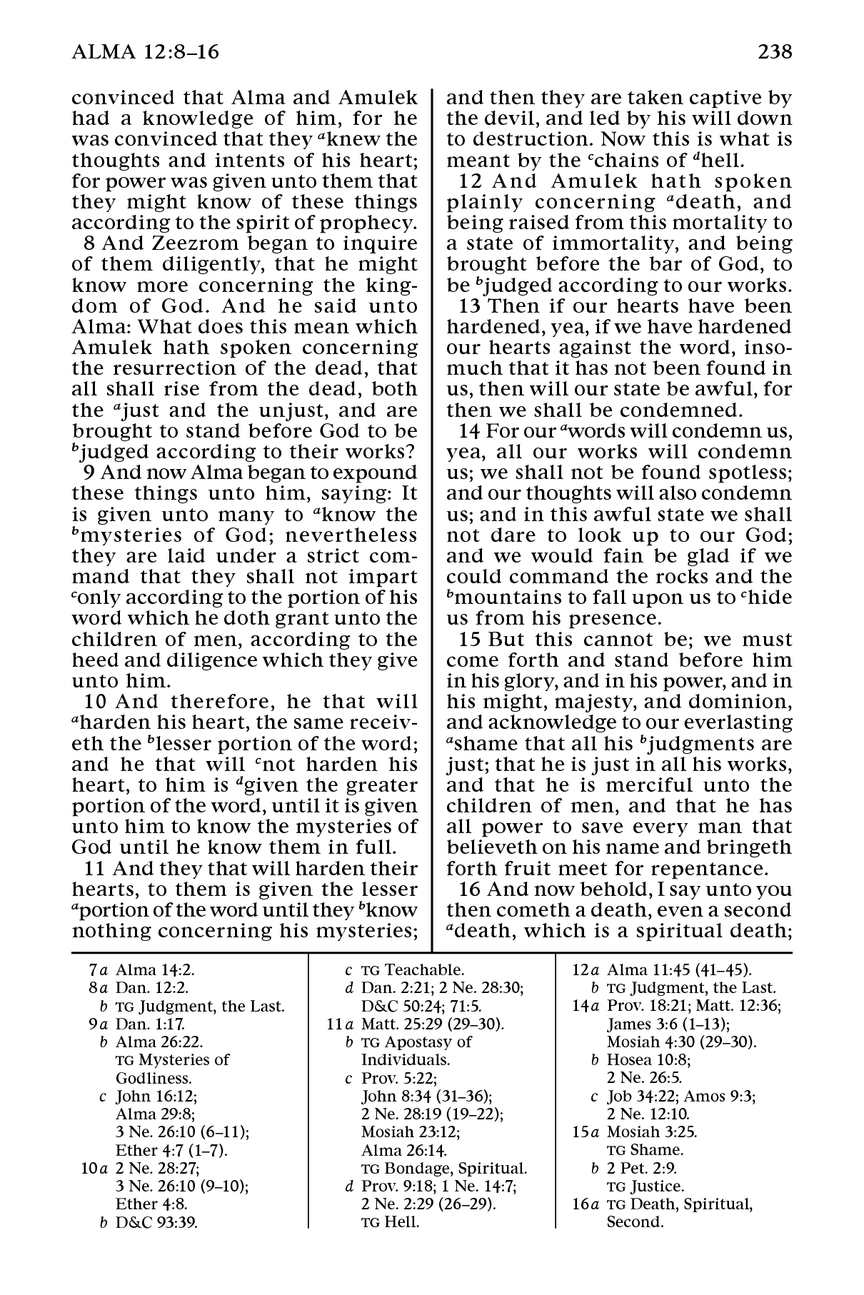 ALMA 12:8–16
238
convinced that Alma and Amulek
had a knowledge of him, for he
was convinced that they aknew the
thoughts and intents of his heart;
for power was given unto them that
they might know of these things
according to the spirit of prophecy.
8 And Zeezrom began to inquire
of them diligently, that he might
know more concerning the king-
dom of God. And he said unto
Alma: What does this mean which
Amulek hath spoken concerning
the resurrection of the dead, that
all shall rise from the dead, both
the ajust and the unjust, and are
brought to stand before God to be
bjudged according to their works?
9 And now Alma began to expound
these things unto him, saying: It
is given unto many to aknow the
bmysteries of God; nevertheless
they are laid under a strict com-
mand that they shall not impart
conly according to the portion of his
word which he doth grant unto the
children of men, according to the
heed and diligence which they give
unto him.
10 And therefore, he that will
aharden his heart, the same receiv-
eth the blesser portion of the word;
and he that will cnot harden his
heart, to him is dgiven the greater
portion of the word, until it is given
unto him to know the mysteries of
God until he know them in full.
11 And they that will harden their
hearts, to them is given the lesser
aportion of the word until they bknow
nothing concerning his mysteries;
and then they are taken captive by
the devil, and led by his will down
to destruction. Now this is what is
meant by the cchains of dhell.
12 And Amulek hath spoken
plainly concerning adeath, and
being raised from this mortality to
a state of immortality, and being
brought before the bar of God, to
be bjudged according to our works.
13 Then if our hearts have been
hardened, yea, if we have hardened
our hearts against the word, inso-
much that it has not been found in
us, then will our state be awful, for
then we shall be condemned.
14 For our awords will condemn us,
yea, all our works will condemn
us; we shall not be found spotless;
and our thoughts will also condemn
us; and in this awful state we shall
not dare to look up to our God;
and we would fain be glad if we
could command the rocks and the
bmountains to fall upon us to chide
us from his presence.
15 But this cannot be; we must
come forth and stand before him
in his glory, and in his power, and in
his might, majesty, and dominion,
and acknowledge to our everlasting
ashame that all his bjudgments are
just; that he is just in all his works,
and that he is merciful unto the
children of men, and that he has
all power to save every man that
believeth on his name and bringeth
forth fruit meet for repentance.
16 And now behold, I say unto you
then cometh a death, even a second
adeath, which is a spiritual death;
7a Alma 14:2.
8a Dan. 12:2.
b TG Judgment, the Last.
9a Dan. 1:17.
b Alma 26:22.
TG Mysteries of
Godliness.
c John 16:12;
Alma 29:8;
3 Ne. 26:10 (6–11);
Ether 4:7 (1–7).
10a 2 Ne. 28:27;
3 Ne. 26:10 (9–10);
Ether 4:8.
b D&C 93:39.
c TG Teachable.
d Dan. 2:21; 2 Ne. 28:30;
D&C 50:24; 71:5.
11a Matt. 25:29 (29–30).
b TG Apostasy of
Individuals.
c Prov. 5:22;
John 8:34 (31–36);
2 Ne. 28:19 (19–22);
Mosiah 23:12;
Alma 26:14.
TG Bondage, Spiritual.
d Prov. 9:18; 1 Ne. 14:7;
2 Ne. 2:29 (26–29).
TG Hell.
12a Alma 11:45 (41–45).
b TG Judgment, the Last.
14a Prov. 18:21; Matt. 12:36;
James 3:6 (1–13);
Mosiah 4:30 (29–30).
b Hosea 10:8;
2 Ne. 26:5.
c Job 34:22; Amos 9:3;
2 Ne. 12:10.
15a Mosiah 3:25.
TG Shame.
b 2 Pet. 2:9.
TG Justice.
16a TG Death, Spiritual,
Second.